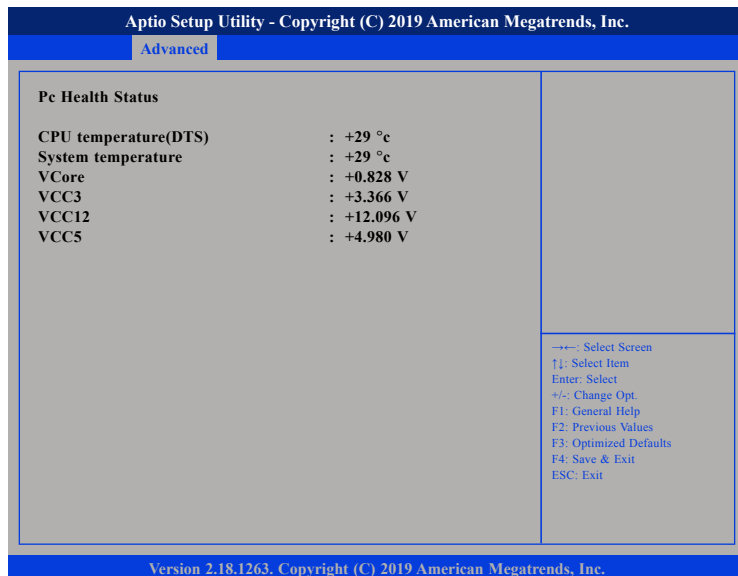 Aptio Setup Utility - Copyright (C) 2019 American Megatrends, Inc.
Advanced
Pc Health Status
CPU temperature(DTS) : +29 °c
System temperature : +29 °c
VCore : +0.828 V
VCC3 : +3.366 V
VCC12 : +12.096 V
VCC5 : +4.980 V
→←: Select Screen
↑↓: Select Item
Enter: Select
+/-: Change Opt.
F1: General Help
F2: Previous Values
F3: Optimized Defaults
F4: Save & Exit
ESC: Exit
Version 2.18.1263. Copyright (C) 2019 American Megatrends, Inc.